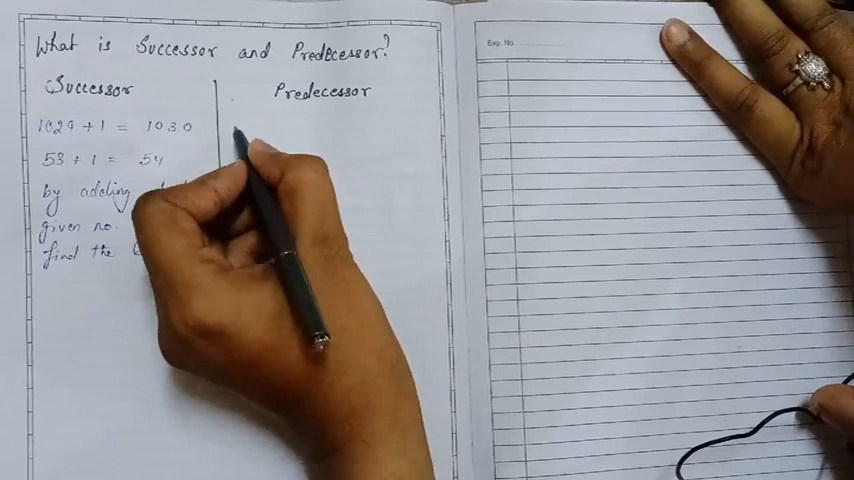 What is Successor and Predecessor?
Successor
Predecessor
1029 + 1 = 1030
53 + 1 = 54
by adding
given no.
find the
Exp. No.